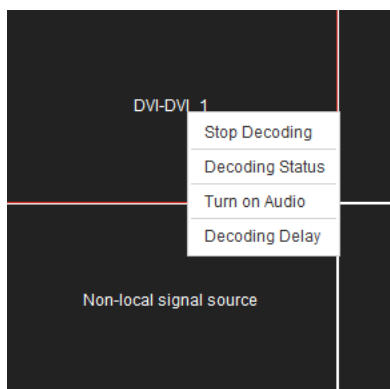 DVI-DVI_1
Stop Decoding
Decoding Status
Turn on Audio
Decoding Delay
Non-local signal source